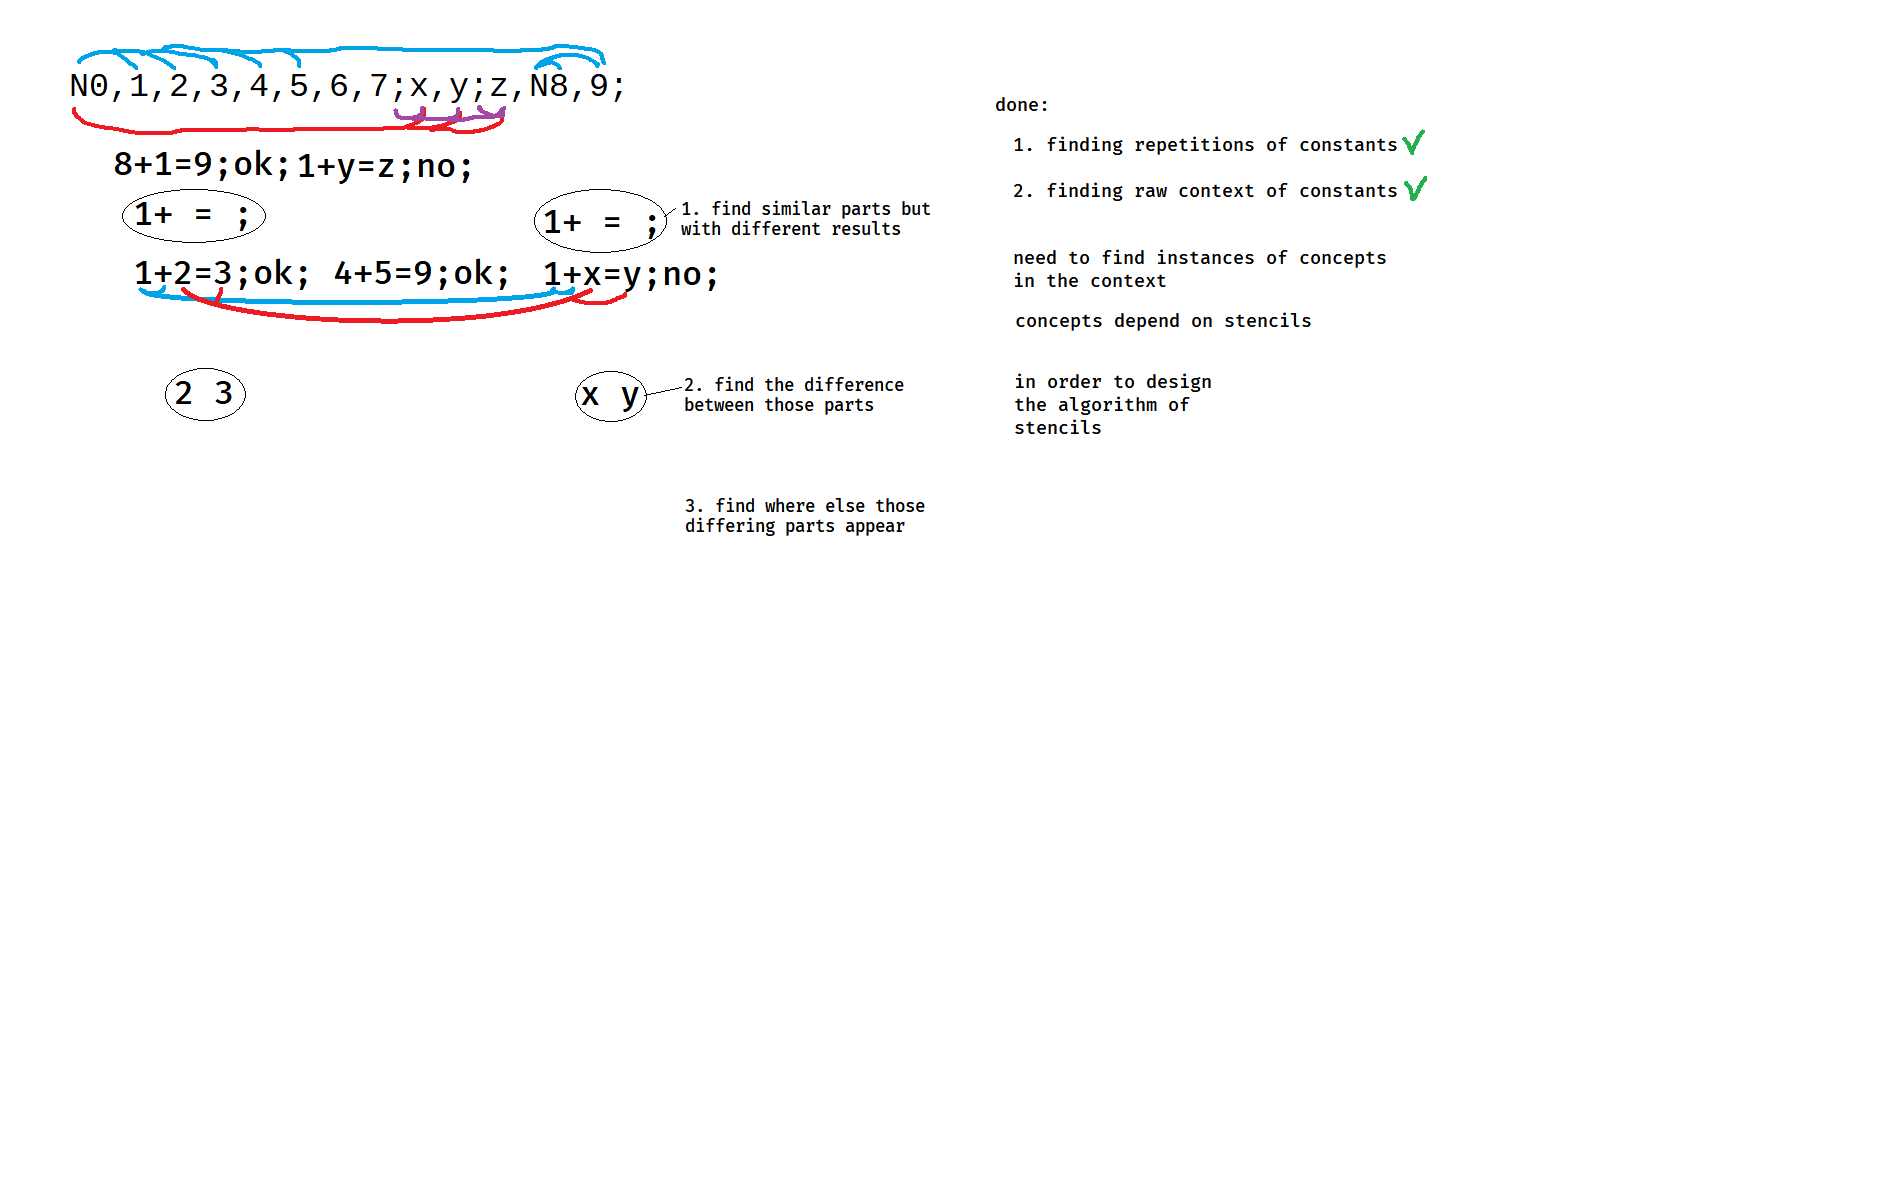 N0,1,2,3,4,5,6,7;x,y;z,N8,9;
8+1=9;ok;1+y=z;no;
1+ = ;
1+ = ;
1. find similar parts but
with different results
1+2=3;ok; 4+5=9;ok; 1+x=y;no;
2 3
x y
2. find the difference
between those parts
3. find where else those
differing parts appear
done:
1. finding repetitions of constants
2. finding raw context of constants
need to find instances of concepts
in the context
concepts depend on stencils
in order to design
the algorithm of
stencils